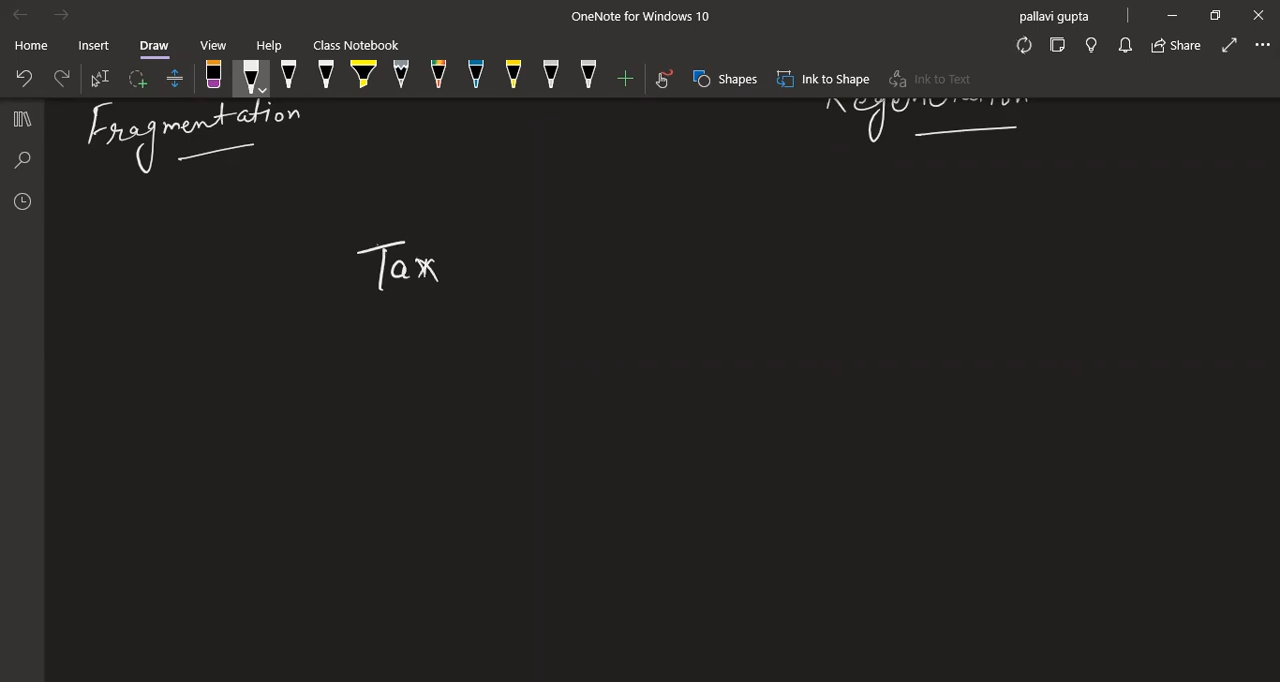 OneNote for Windows 10
pallavi gupta
Home Insert Draw View Help Class Notebook Share
Shapes Ink to Shape Ink to Text
Fragmentation Regeneration
Tax